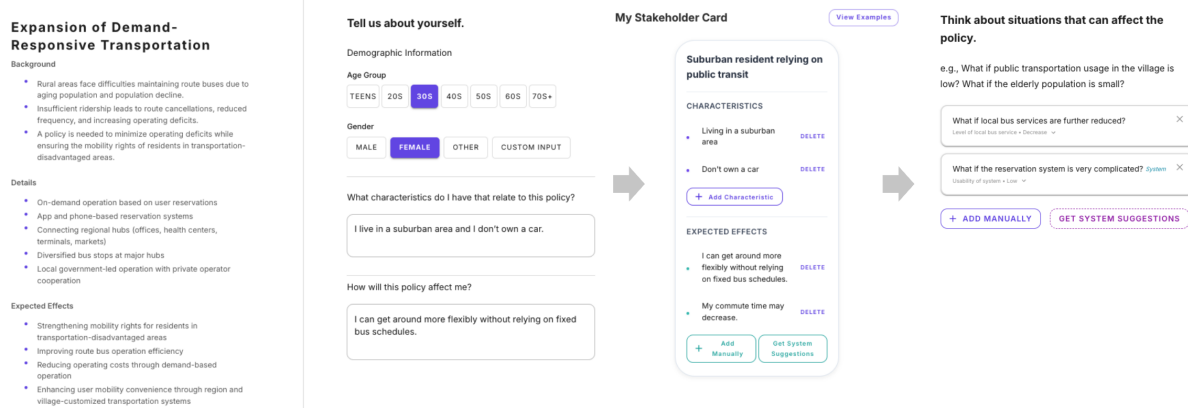 Expansion of Demand-
Responsive Transportation
Background
Rural areas face difficulties maintaining route buses due to
aging population and population decline.
Insufficient ridership leads to route cancellations, reduced
frequency, and increasing operating deficits.
A policy is needed to minimize operating deficits while
ensuring the mobility rights of residents in transportation-
disadvantaged areas.
Details
On-demand operation based on user reservations
App and phone-based reservation systems
Connecting regional hubs (offices, health centers,
terminals, markets)
Diversified bus stops at major hubs
Local government-led operation with private operator
cooperation
Expected Effects
Strengthening mobility rights for residents in
transportation-disadvantaged areas
Improving route bus operation efficiency
Reducing operating costs through demand-based
operation
Enhancing user mobility convenience through region and
village-customized transportation systems
Tell us about yourself.
Demographic Information
Age Group
TEENS 20S 30S 40S 50S 60S 70S+
Gender
MALE FEMALE OTHER CUSTOM INPUT
What characteristics do I have that relate to this policy?
I live in a suburban area and I don't own a car.
How will this policy affect me?
I can get around more flexibly without relying on fixed
bus schedules.
My Stakeholder Card View Examples
Suburban resident relying on
public transit
CHARACTERISTICS
Living in a suburban
area
DELETE
Don't own a car DELETE
+ Add Characteristic
EXPECTED EFFECTS
I can get around more
flexibly without relying
on fixed bus schedules.
DELETE
My commute time may
decrease.
DELETE
+ Add
Manually
Get System
Suggestions
Think about situations that can affect the
policy.
e.g., What if public transportation usage in the village is
low? What if the elderly population is small?
What if local bus services are further reduced?
Level of local bus service • Decrease
What if the reservation system is very complicated? System
Usability of system • Low
+ ADD MANUALLY GET SYSTEM SUGGESTIONS